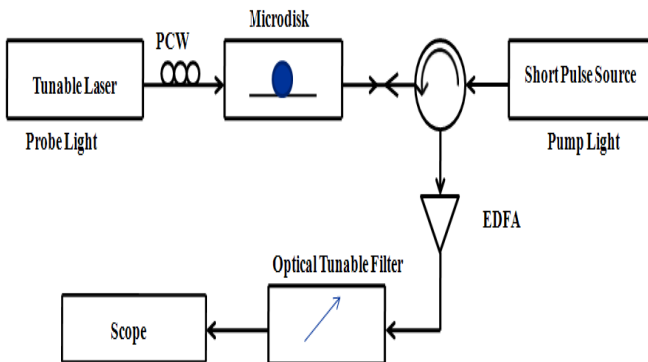 Microdisk
PCW
Tunable Laser
Short Pulse Source
Probe Light
Pump Light
EDFA
Optical Tunable Filter
Scope